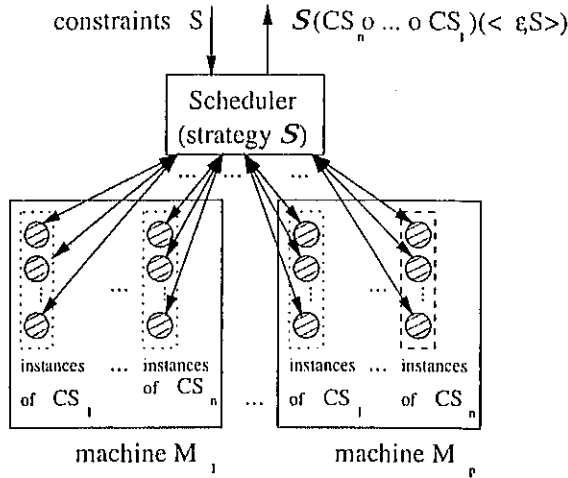 constraints S
S(CS_n o ... o CS_1)(< ε,S>)
Scheduler
(strategy S)
... ... ...
... ...
instances ... instances
of CS_1 of CS_n
instances ... instances
of CS_1 of CS_n
...
machine M_1
machine M_p